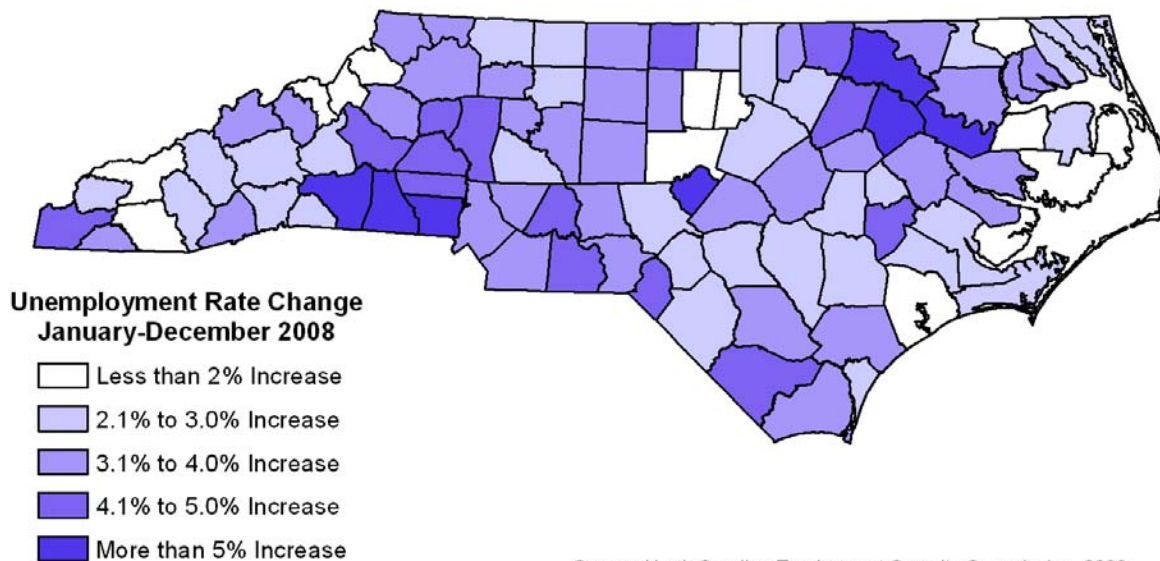 Unemployment Rate Change
January-December 2008
Less than 2% Increase
2.1% to 3.0% Increase
3.1% to 4.0% Increase
4.1% to 5.0% Increase
More than 5% Increase